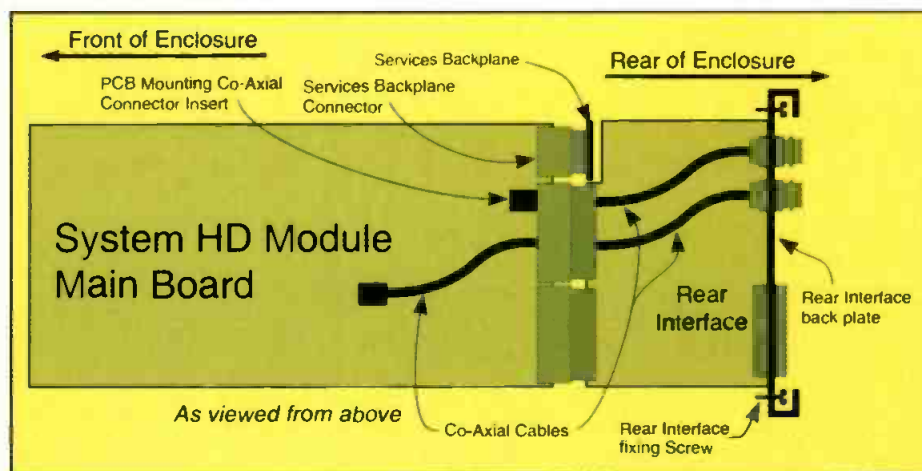 Front of Enclosure
Services Backplane
Rear of Enclosure
PCB Mounting Co-Axial
Connector Insert
Services Backplane
Connector
System HD Module
Main Board
Rear
Interface
Rear Interface
back plate
As viewed from above
Co-Axial Cables
Rear Interface
fixing Screw